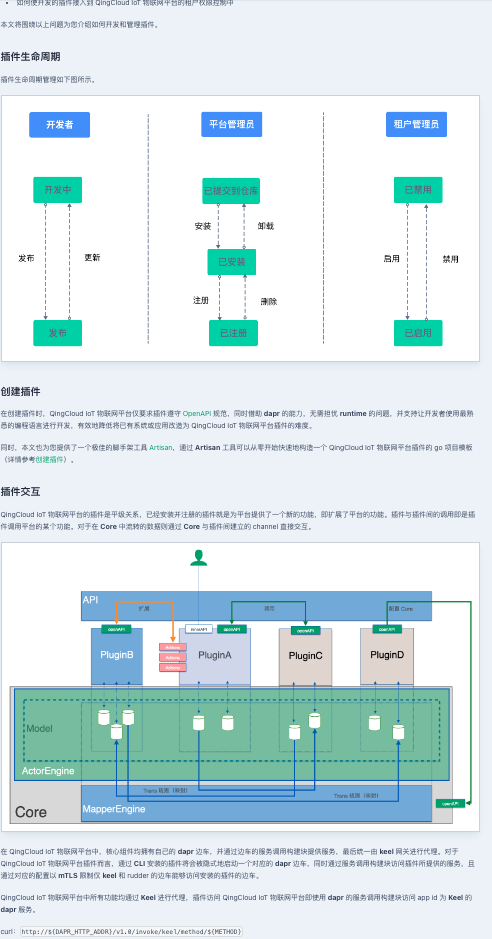 如何使开发的插件接入到 QingCloud IoT 物联网平台的租户权限控制中
本文将围绕以上问题为您介绍如何开发和管理插件。
插件生命周期
插件生命周期管理如下图所示。
开发者
平台管理员
租户管理员
开发中
已提交到仓库
已禁用
发布
更新
安装
卸载
启用
禁用
已安装
注册
删除
发布
已注册
已启用
创建插件
在创建插件时，QingCloud IoT 物联网平台仅要求插件遵守 OpenAPI 规范，同时借助 dapr 的能力，无需担忧 runtime 的问题，并支持让开发者使用最熟
悉的编程语言进行开发，有效地降低将已有系统或应用改造为 QingCloud IoT 物联网平台插件的难度。
同时，本文也为您提供了一个极佳的脚手架工具 Artisan，通过 Artisan 工具可以从零开始快速地构造一个 QingCloud IoT 物联网平台插件的 go 项目模板
（详情参考创建插件）。
插件交互
QingCloud IoT 物联网平台的插件是平级关系，已经安装并注册的插件就是为平台提供了一个新的功能，即扩展了平台的功能。插件与插件间的调用即是插
件调用平台的某个功能。对于在 Core 中流转的数据则通过 Core 与插件间建立的 channel 直接交互。
API
扩展
配置 Core
openAPI
openAPI
openAPI
openAPI
PluginB
PluginA
PluginC
PluginD
Addons
Addons
Addons
Model
ActorEngine
Trans 规则（映射）
Trans 规则（映射）
openAPI
Core
MapperEngine
在 QingCloud IoT 物联网平台中，核心组件均拥有自己的 dapr 边车，并通过边车的服务调用构建块提供服务，最后统一由 keel 网关进行代理。对于
QingCloud IoT 物联网平台插件而言，通过 CLI 安装的插件将会被隐式地启动一个对应的 dapr 边车，同时通过服务调用构建块访问插件所提供的服务，且
通过对应的配置以 mTLS 限制仅 keel 和 rudder 的边车能够访问安装的插件的边车。
QingCloud IoT 物联网平台中所有功能均通过 Keel 进行代理，插件访问 QingCloud IoT 物联网平台即使用 dapr 的服务调用构建块访问 app id 为 Keel 的
dapr 服务。
curl：http://${DAPR_HTTP_ADDR}/v1.0/invoke/keel/method/${METHOD}